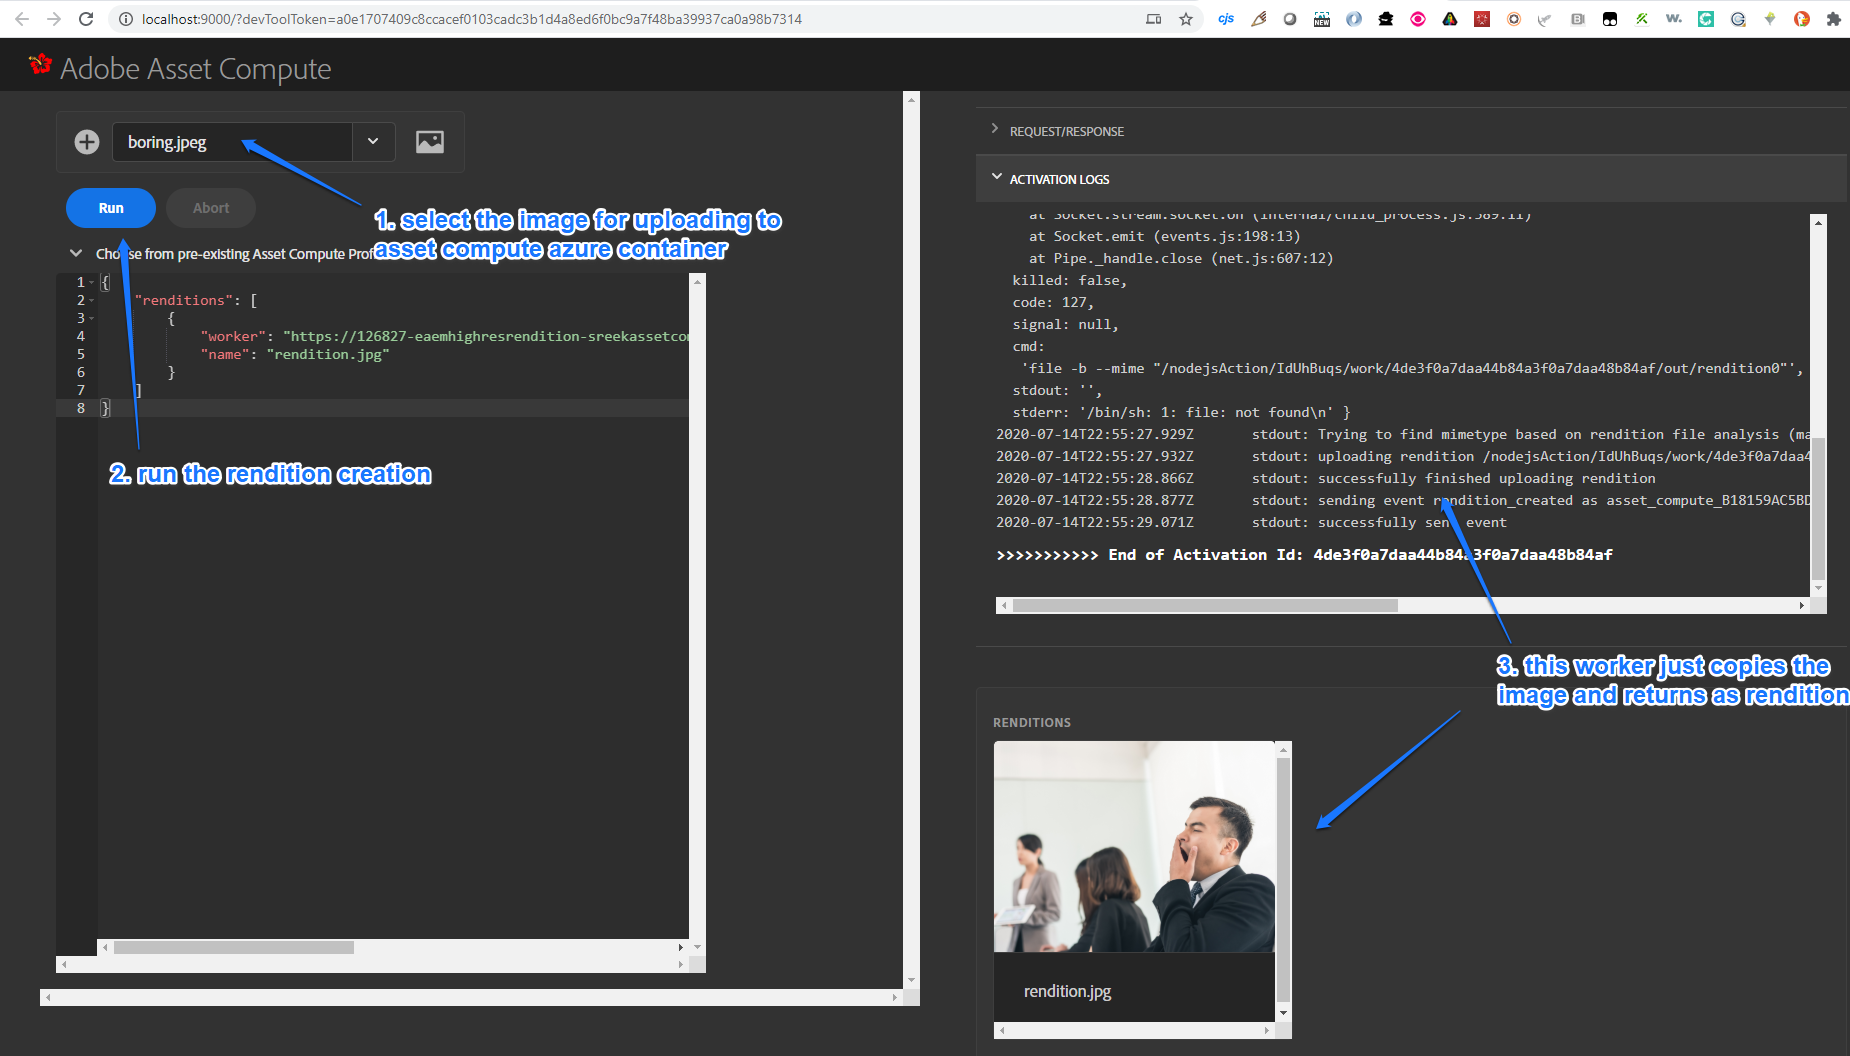 localhost:9000/?devToolToken=a0e1707409c8ccacef0103cadc3b1d4a8ed6f0bc9a7f48ba39937ca0a98b7314
cjs
NEW
W.
Adobe Asset Compute
boring.jpeg
Run
Abort
1. select the image for uploading to
asset compute azure container
Choose from pre-existing Asset Compute Prof
1 {
2 "renditions": [
3 {
4 "worker": "https://126827-eaemhighresrendition-sreekassetcom
5 "name": "rendition.jpg"
6 }
7 ]
8 }
2. run the rendition creation
REQUEST/RESPONSE
ACTIVATION LOGS
at Socket.stream.socket.on (internal/child_process.js:389:11)
at Socket.emit (events.js:198:13)
at Pipe._handle.close (net.js:607:12)
killed: false,
code: 127,
signal: null,
cmd:
'file -b --mime "/nodejsAction/IdUhBuqs/work/4de3f0a7daa44b84a3f0a7daa48b84af/out/rendition0"',
stdout: '',
stderr: '/bin/sh: 1: file: not found\n' }
2020-07-14T22:55:27.929Z stdout: Trying to find mimetype based on rendition file analysis (ma
2020-07-14T22:55:27.932Z stdout: uploading rendition /nodejsAction/IdUhBuqs/work/4de3f0a7daa4
2020-07-14T22:55:28.866Z stdout: successfully finished uploading rendition
2020-07-14T22:55:28.877Z stdout: sending event rendition_created as asset_compute_B18159AC5BD
2020-07-14T22:55:29.071Z stdout: successfully sent event
>>>>>>>>>>> End of Activation Id: 4de3f0a7daa44b84a3f0a7daa48b84af
3. this worker just copies the
image and returns as rendition
RENDITIONS
rendition.jpg